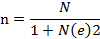 n = N / 1 + N(e)2